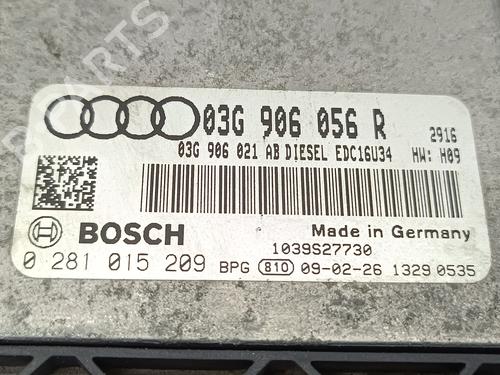 03G 906 056 R 2916
03G 906 021 AB DIESEL EDC16U34 HW: H09
BOSCH Made in Germany
1039S27730
0 281 015 209 BPG 810 09-02-26 1329 0535